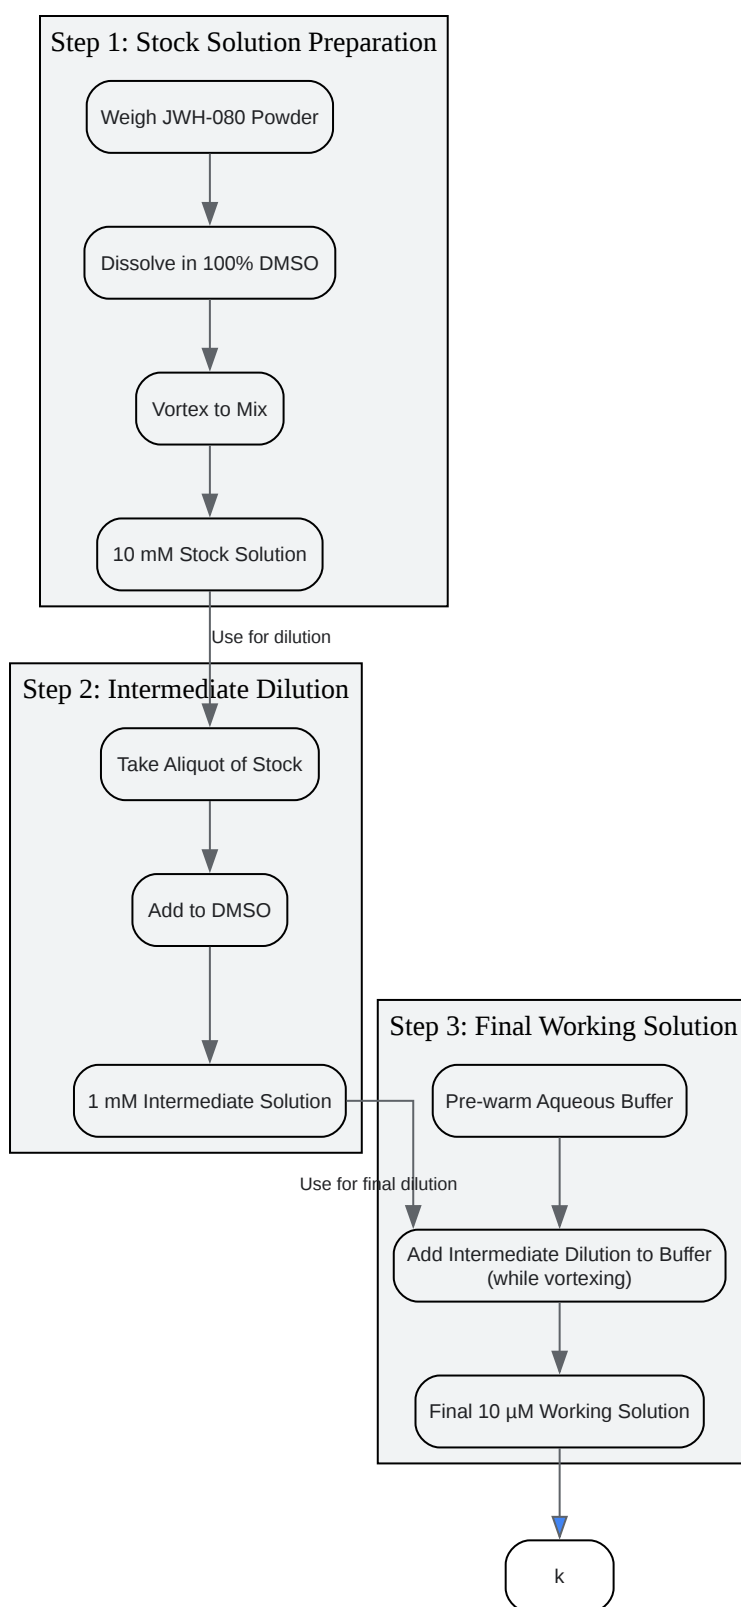 Step 1: Stock Solution Preparation
Weigh JWH-080 Powder
Dissolve in 100% DMSO
Vortex to Mix
10 mM Stock Solution
Use for dilution
Step 2: Intermediate Dilution
Take Aliquot of Stock
Add to DMSO
1 mM Intermediate Solution
Use for final dilution
Step 3: Final Working Solution
Pre-warm Aqueous Buffer
Add Intermediate Dilution to Buffer
(while vortexing)
Final 10 µM Working Solution
k